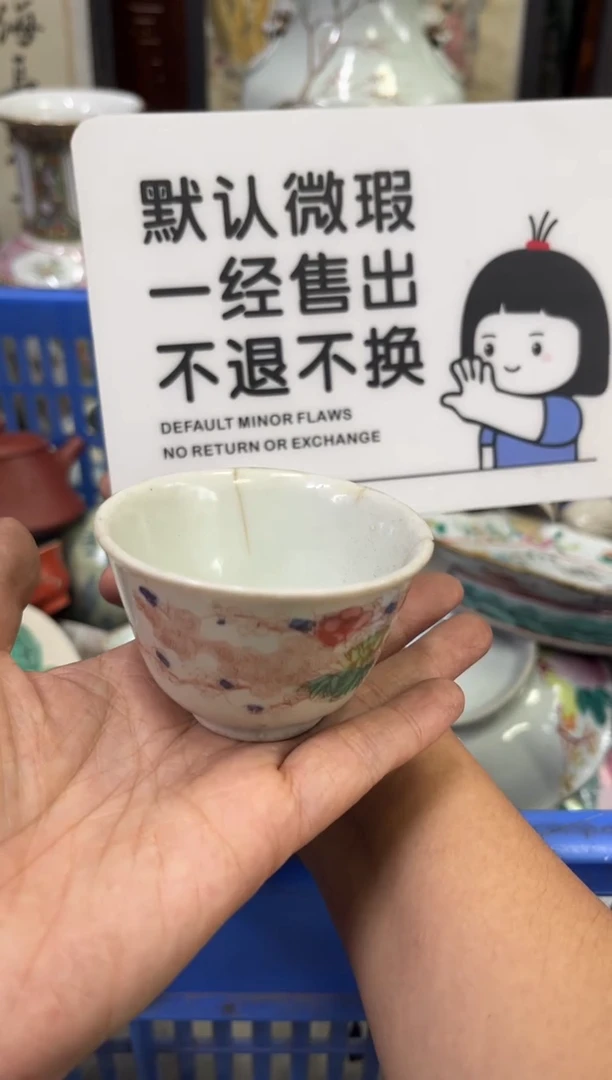 默认微瑕
一经售出
不退不换
DEFAULT MINOR FLAWS
NO RETURN OR EXCHANGE